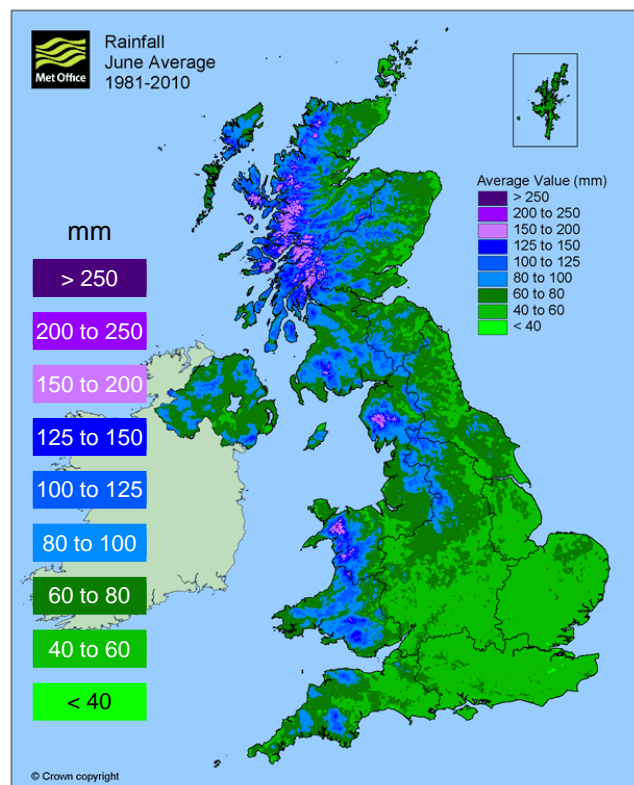 Met Office
Rainfall
June Average
1981-2010
Average Value (mm)
> 250
200 to 250
150 to 200
125 to 150
100 to 125
80 to 100
60 to 80
40 to 60
< 40
mm
> 250
200 to 250
150 to 200
125 to 150
100 to 125
80 to 100
60 to 80
40 to 60
< 40
© Crown copyright